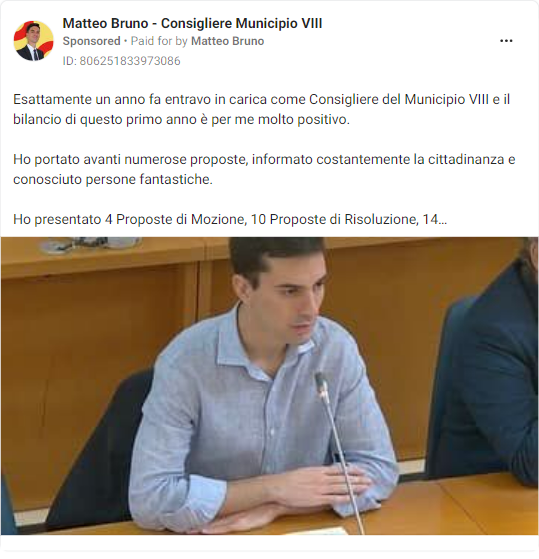 Matteo Bruno - Consigliere Municipio VIII
Sponsored • Paid for by Matteo Bruno
ID: 806251833973086
Esattamente un anno fa entravo in carica come Consigliere del Municipio VIII e il
bilancio di questo primo anno è per me molto positivo.
Ho portato avanti numerose proposte, informato costantemente la cittadinanza e
conosciuto persone fantastiche.
Ho presentato 4 Proposte di Mozione, 10 Proposte di Risoluzione, 14...